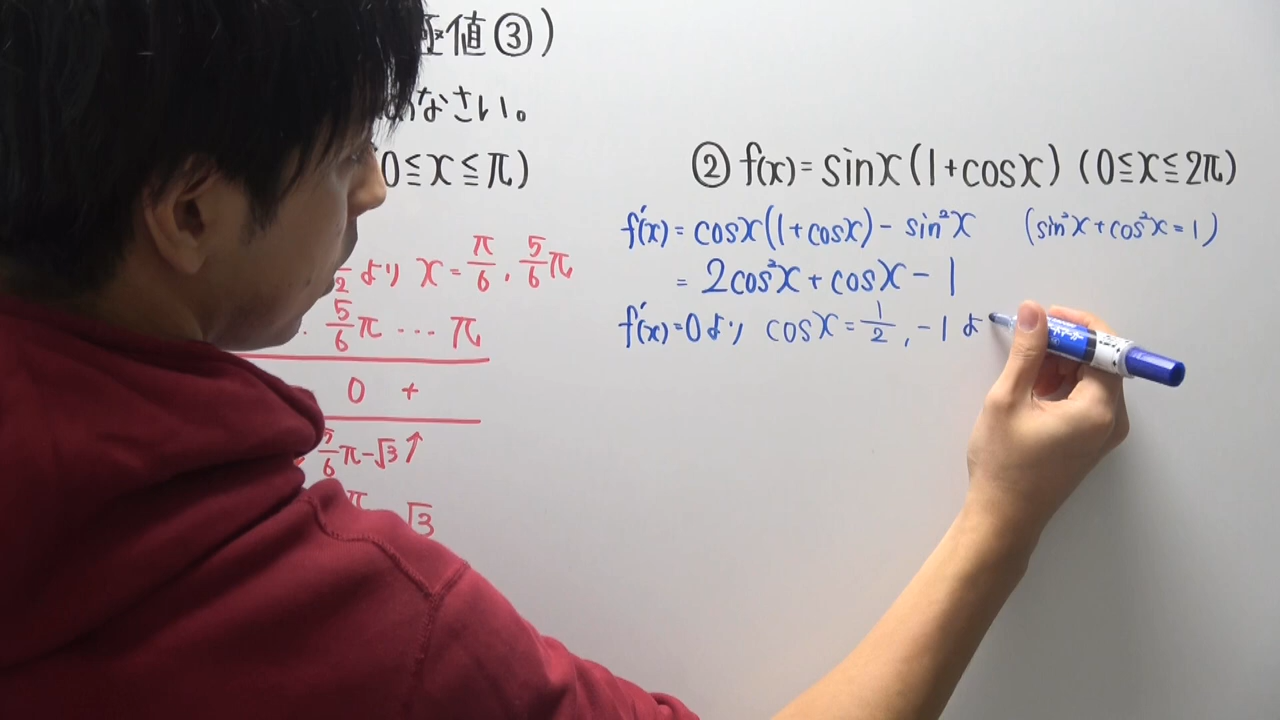 値③)
なさい。
0≦x≦π)
より x=π/6, 5/6π
5/6π … π
0 +
5/6π-√3↗
√3
② f(x)=sinx(1+cosx) (0≦x≦2π)
f'(x)=cosx(1+cosx)-sin²x (sin²x+cos²x=1)
=2cos²x+cosx-1
f'(x)=0より cosx=1/2, -1 よ